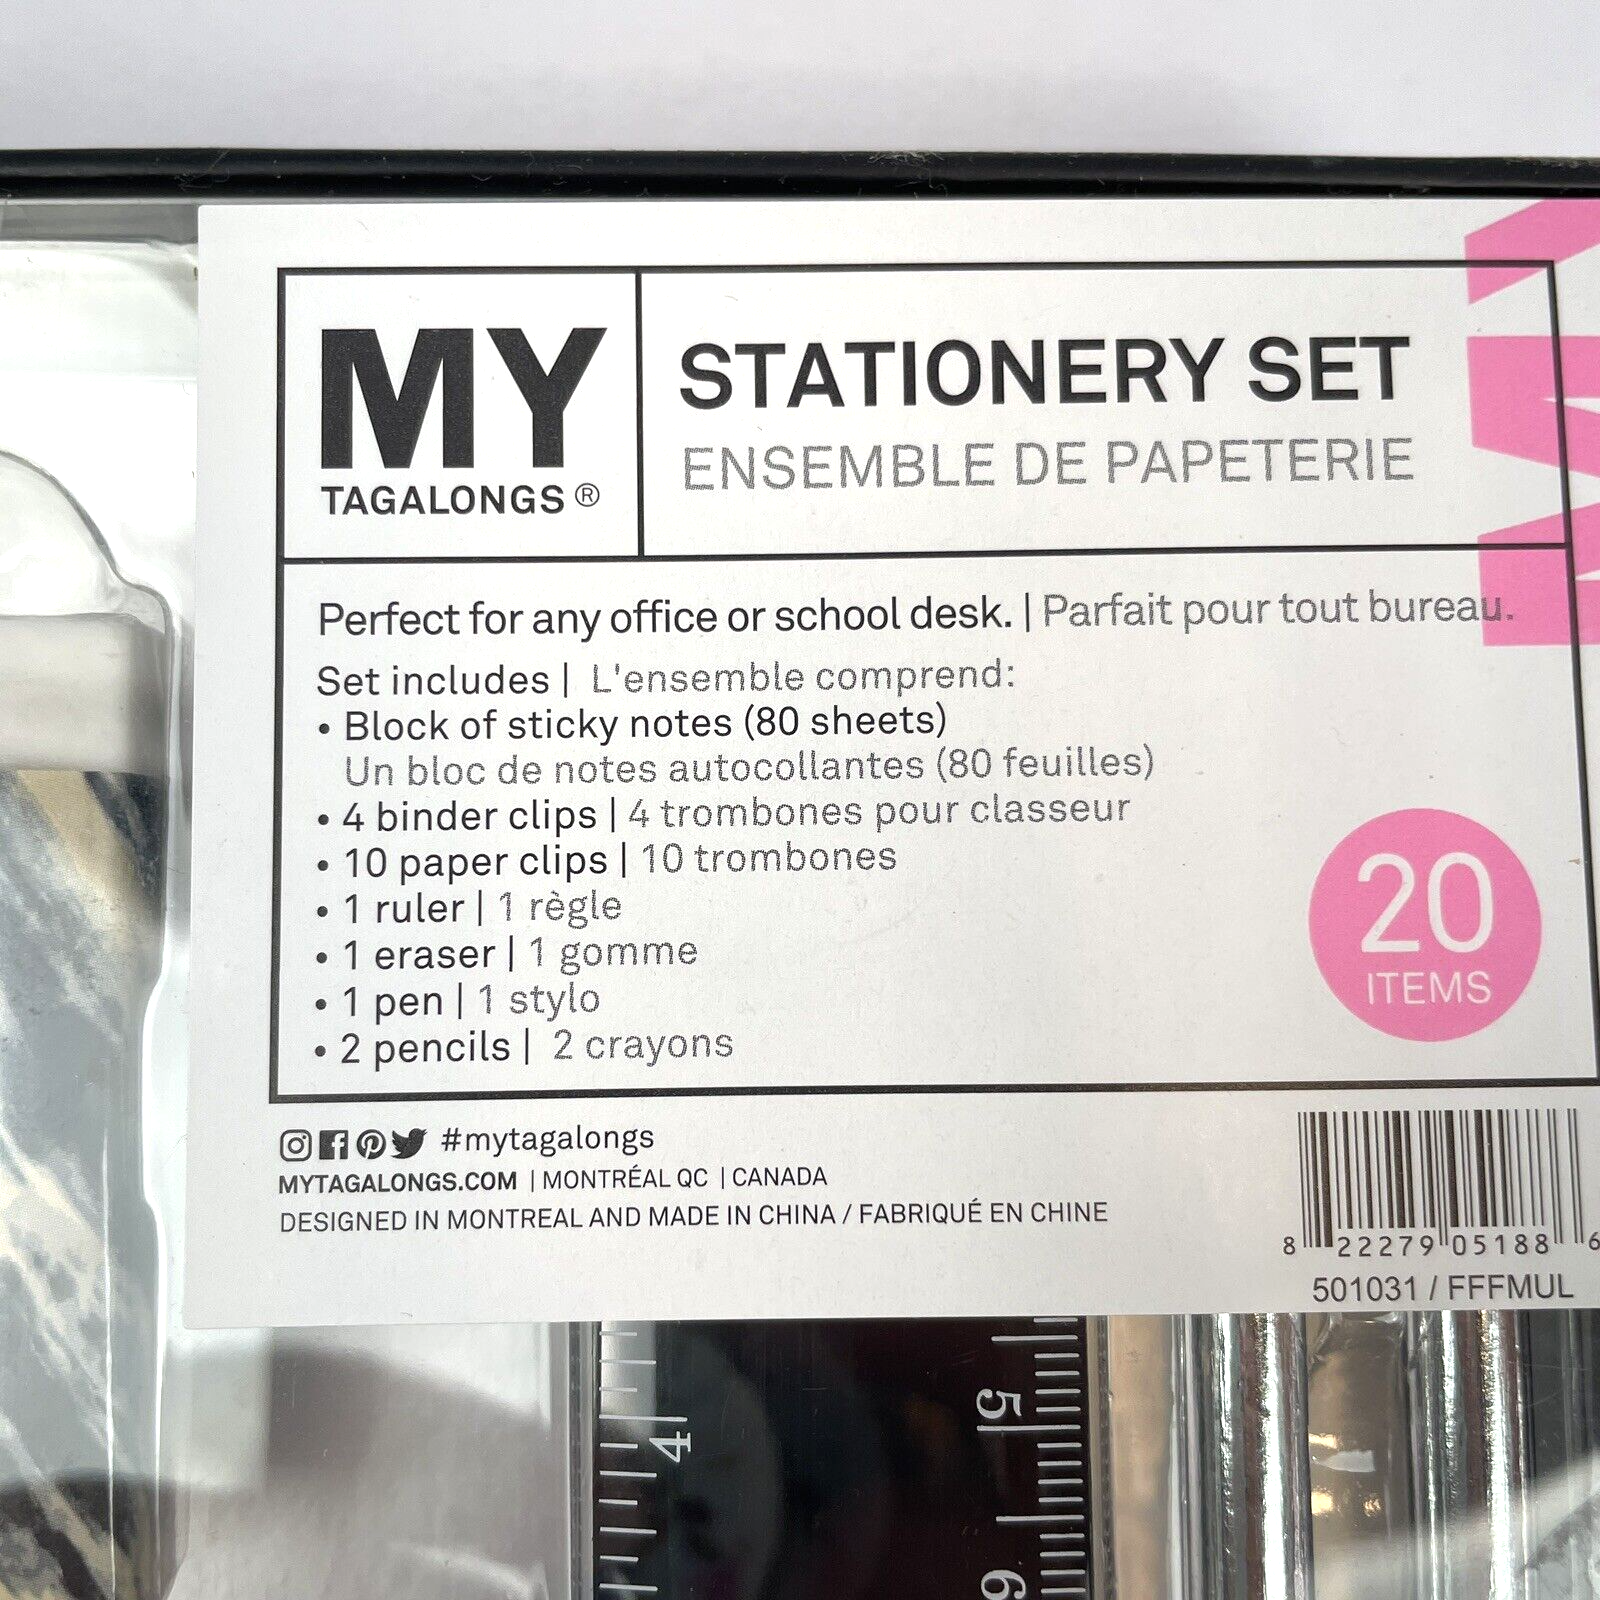 MY
TAGALONGS®
STATIONERY SET
ENSEMBLE DE PAPETERIE
Perfect for any office or school desk. | Parfait pour tout bureau.
Set includes | L'ensemble comprend:
• Block of sticky notes (80 sheets)
Un bloc de notes autocollantes (80 feuilles)
• 4 binder clips | 4 trombones pour classeur
• 10 paper clips | 10 trombones
• 1 ruler | 1 règle
• 1 eraser | 1 gomme
• 1 pen | 1 stylo
• 2 pencils | 2 crayons
20
ITEMS
#mytagalongs
MYTAGALONGS.COM | MONTRÉAL QC | CANADA
DESIGNED IN MONTREAL AND MADE IN CHINA / FABRIQUÉ EN CHINE
8 22279 05188 6
501031 / FFFMUL
4
5
6